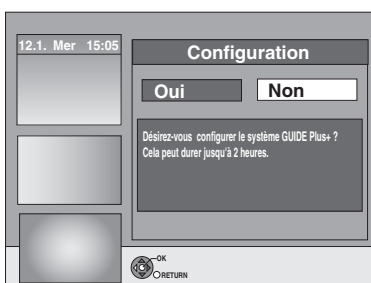 12.1. Mer 15:05
Configuration
Oui Non
Désirez-vous configurer le système GUIDE Plus+ ?
Cela peut durer jusqu'à 2 heures.
OK
RETURN